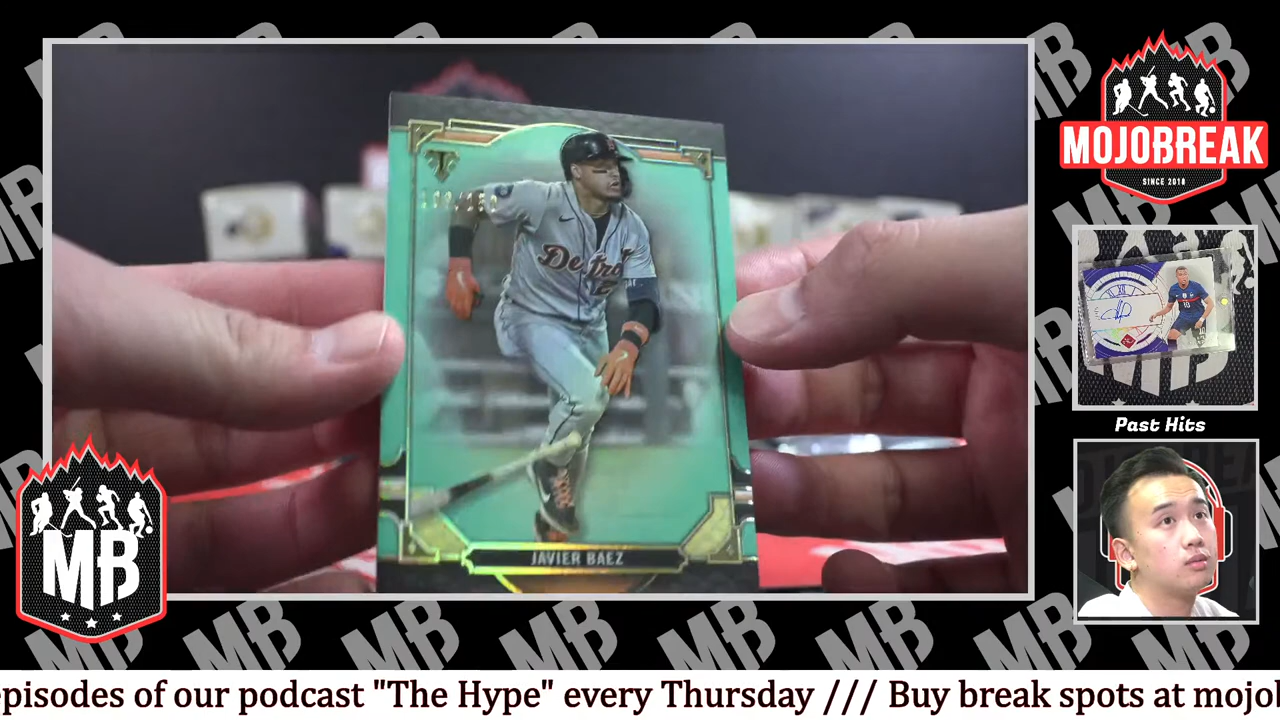 MOJOBREAK
SINCE 2016
Detroit
JAVIER BAEZ
Past Hits
MB
episodes of our podcast "The Hype" every Thursday /// Buy break spots at mojob